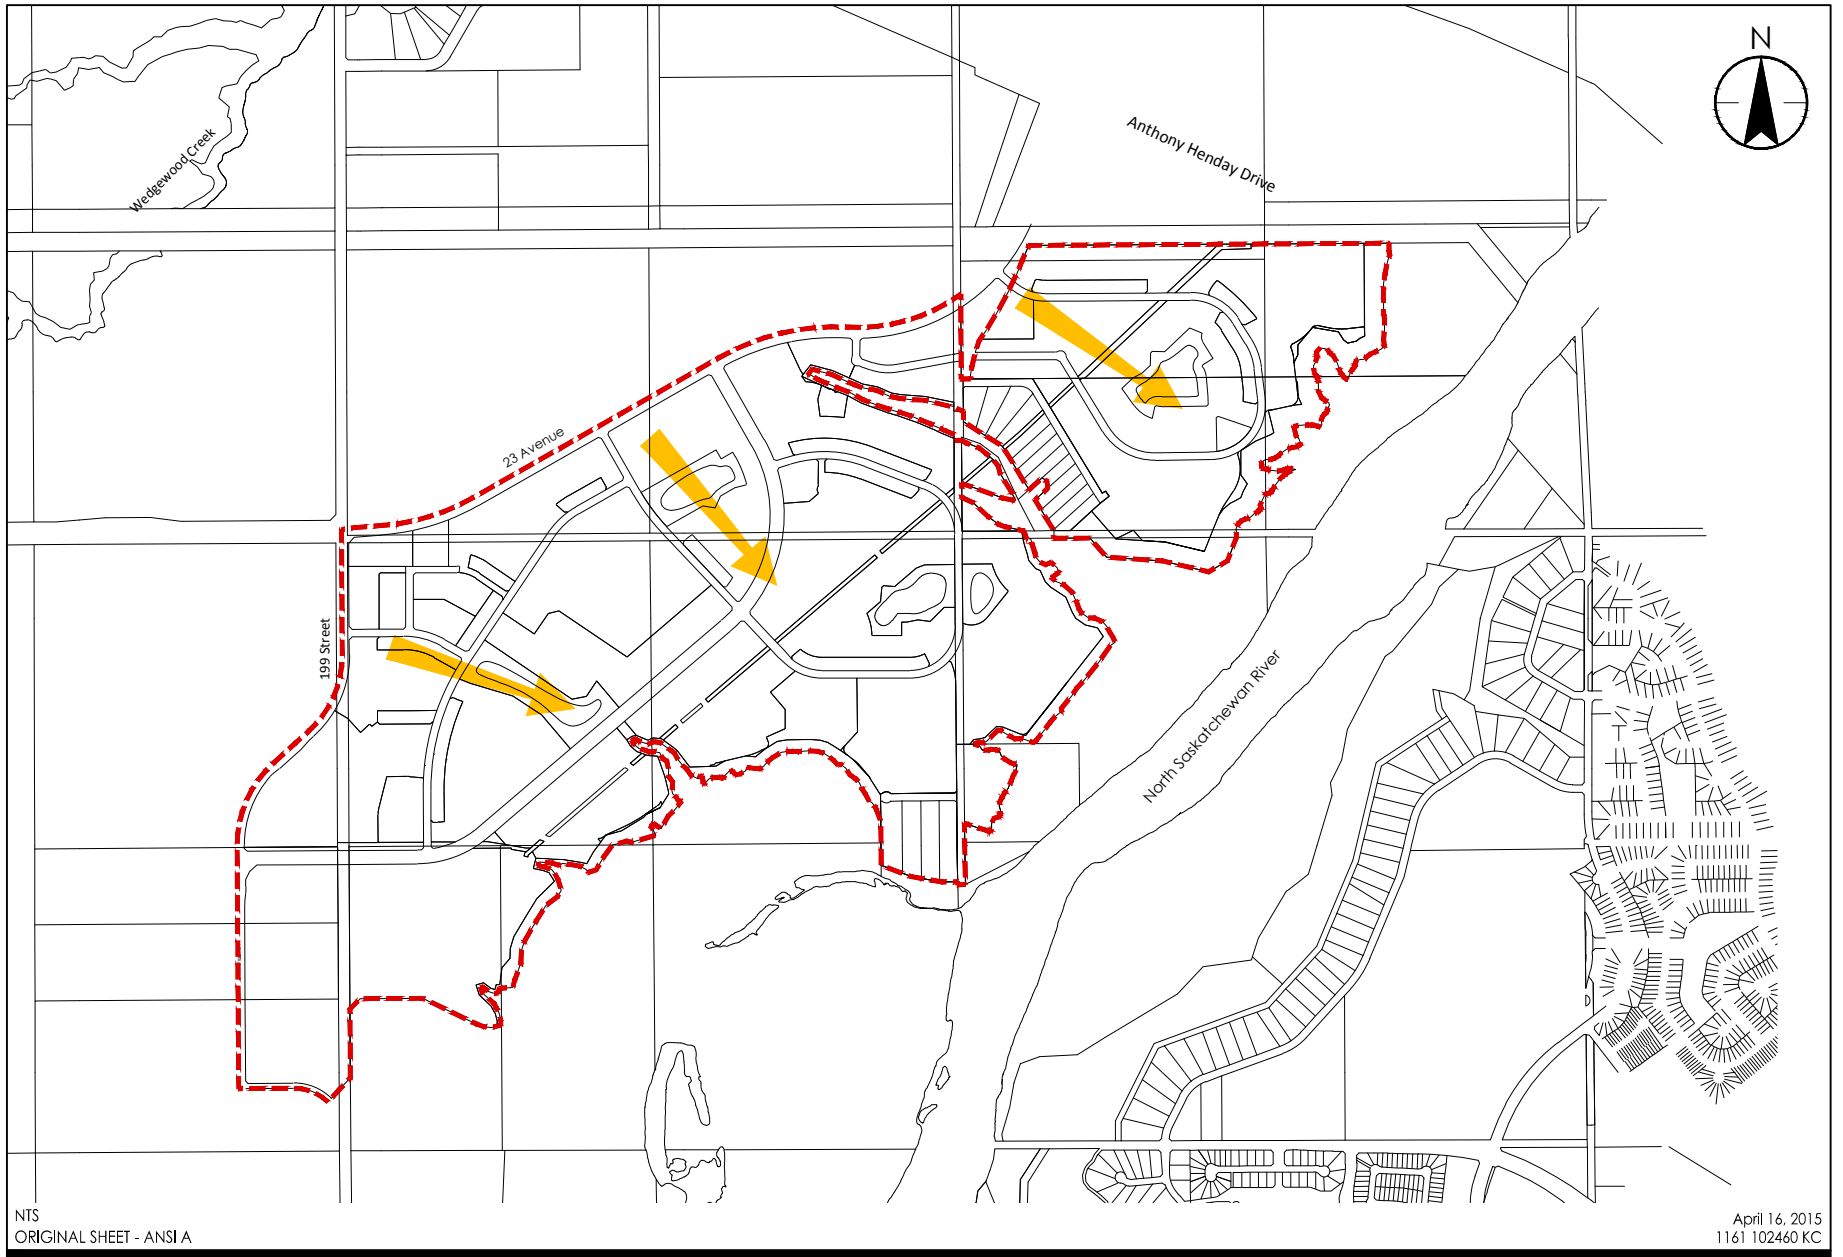 N
Anthony Henday Drive
Wedgewood Creek
23 Avenue
199 Street
North Saskatchewan River
NTS
ORIGINAL SHEET - ANSI A
April 16, 2015
1161 102460 KC